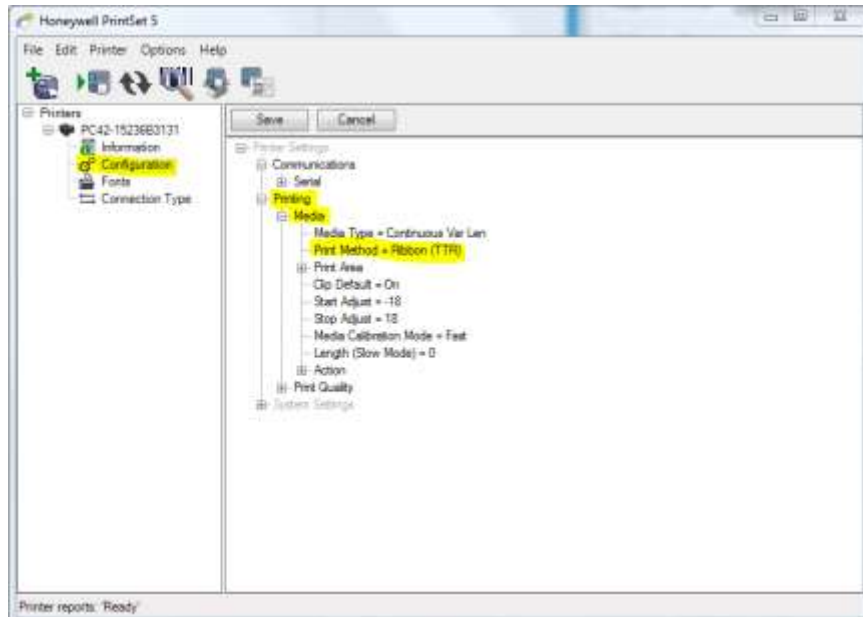 Honeywell PrintSet 5
File Edit Printer Options Help
Printers
PC42-1523663131
Information
Configuration
Fonts
Connection Type
Save Cancel
Printer Settings
Communications
Serial
Printing
Media
Media Type = Continuous Var Len
Print Method = Ribbon (TTR)
Print Area
Clip Default = On
Start Adjust = -18
Stop Adjust = 18
Media Calibration Mode = Fast
Length (Slow Mode) = 0
Action
Print Quality
System Settings
Printer reports: 'Ready'